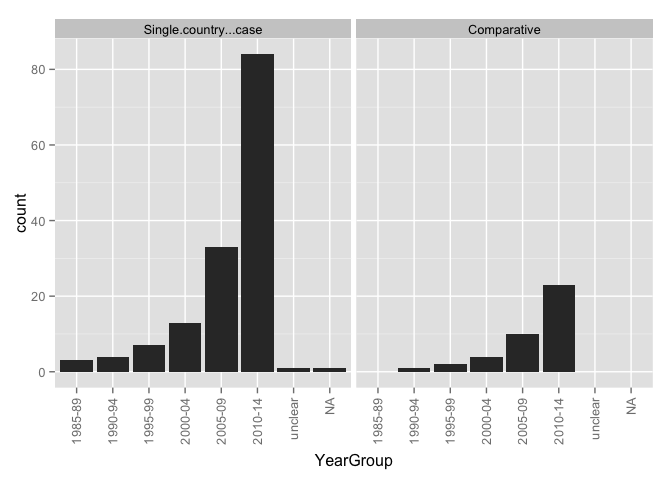 Single.country...case
Comparative
count
80
60
40
20
0
1985-89
1990-94
1995-99
2000-04
2005-09
2010-14
unclear
NA
1985-89
1990-94
1995-99
2000-04
2005-09
2010-14
unclear
NA
YearGroup